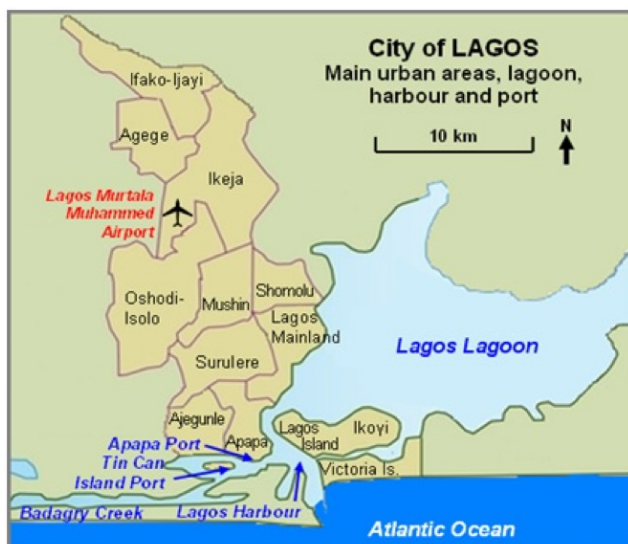 City of LAGOS
Main urban areas, lagoon,
harbour and port
10 km
N
Ifako-Ijayi
Agege
Ikeja
Lagos Murtala
Muhammed
Airport
Oshodi-
Isolo
Mushin
Shomolu
Lagos
Mainland
Surulere
Lagos Lagoon
Ajegunle
Apapa
Lagos
Island
Ikoyi
Victoria Is.
Apapa Port
Tin Can
Island Port
Badagry Creek
Lagos Harbour
Atlantic Ocean